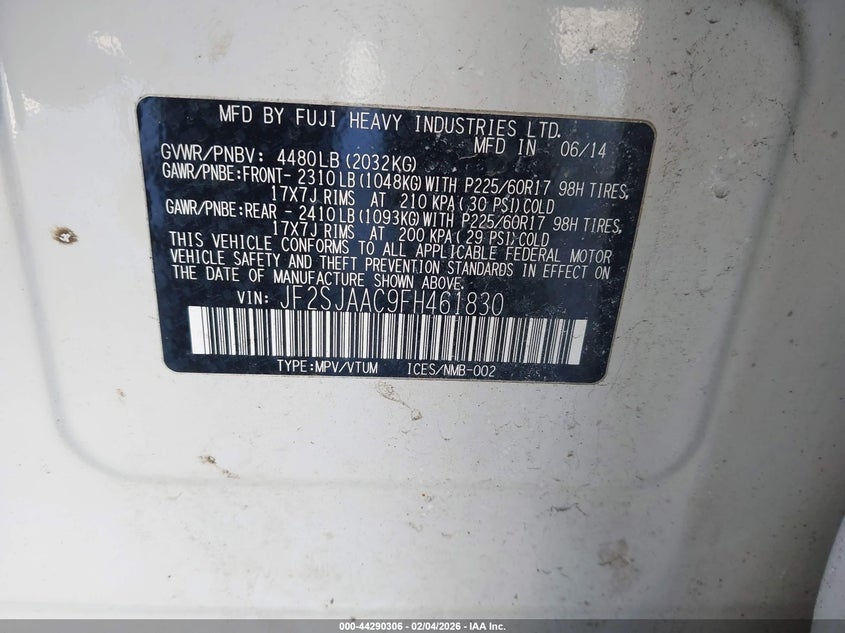 MFD BY FUJI HEAVY INDUSTRIES LTD.
MFD IN 06/14
GVWR/PNBV: 4480LB(2032KG)
GAWR/PNBE:FRONT- 2310LB(1048KG)WITH P225/60R17 98H TIRES,
17X7J RIMS AT 210 KPA(30 PSI)COLD
GAWR/PNBE:REAR - 2410LB(1093KG)WITH P225/60R17 98H TIRES,
17X7J RIMS AT 200 KPA(29 PSI)COLD
THIS VEHICLE CONFORMS TO ALL APPLICABLE FEDERAL MOTOR
VEHICLE SAFETY AND THEFT PREVENTION STANDARDS IN EFFECT ON
THE DATE OF MANUFACTURE SHOWN ABOVE.
VIN: JF2SJAAC9FH461830
TYPE:MPV/VTUM ICES/NMB-002
000-44290306 - 02/04/2026 - IAA Inc.